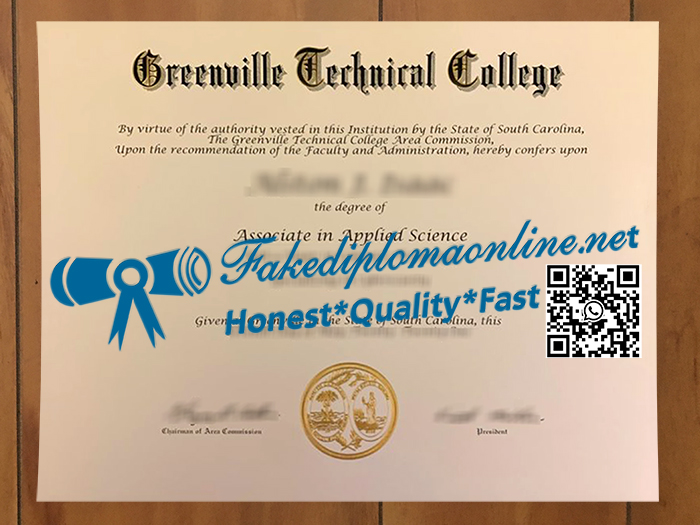 Greenville Technical College
By virtue of the authority vested in this Institution by the State of South Carolina,
The Greenville Technical College Area Commission,
Upon the recommendation of the Faculty and Administration, hereby confers upon
the degree of
Associate in Applied Science
Fakediplomaonline.net
Honest*Quality*Fast
Given the State of South Carolina, this
Chairman of Area Commission
President